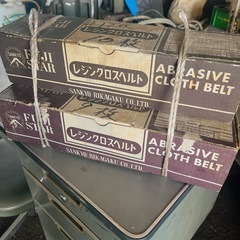 FUJI
STAR
レジンクロスベルト
SANKYO RIKAGAKU CO.,LTD.
ABRASIVE
CLOTH BELT
FUJI
STAR
レジンクロスベルト
SANKYO RIKAGAKU CO.,LTD.
ABRASIVE
CLOTH BELT